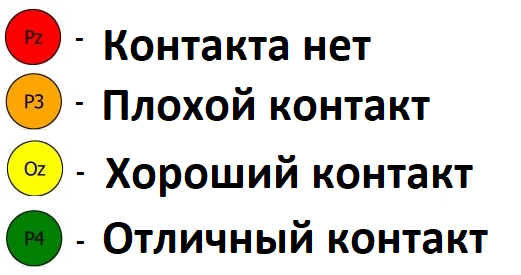 Pz - Контакта нет
P3 - Плохой контакт
Oz - Хороший контакт
P4 - Отличный контакт